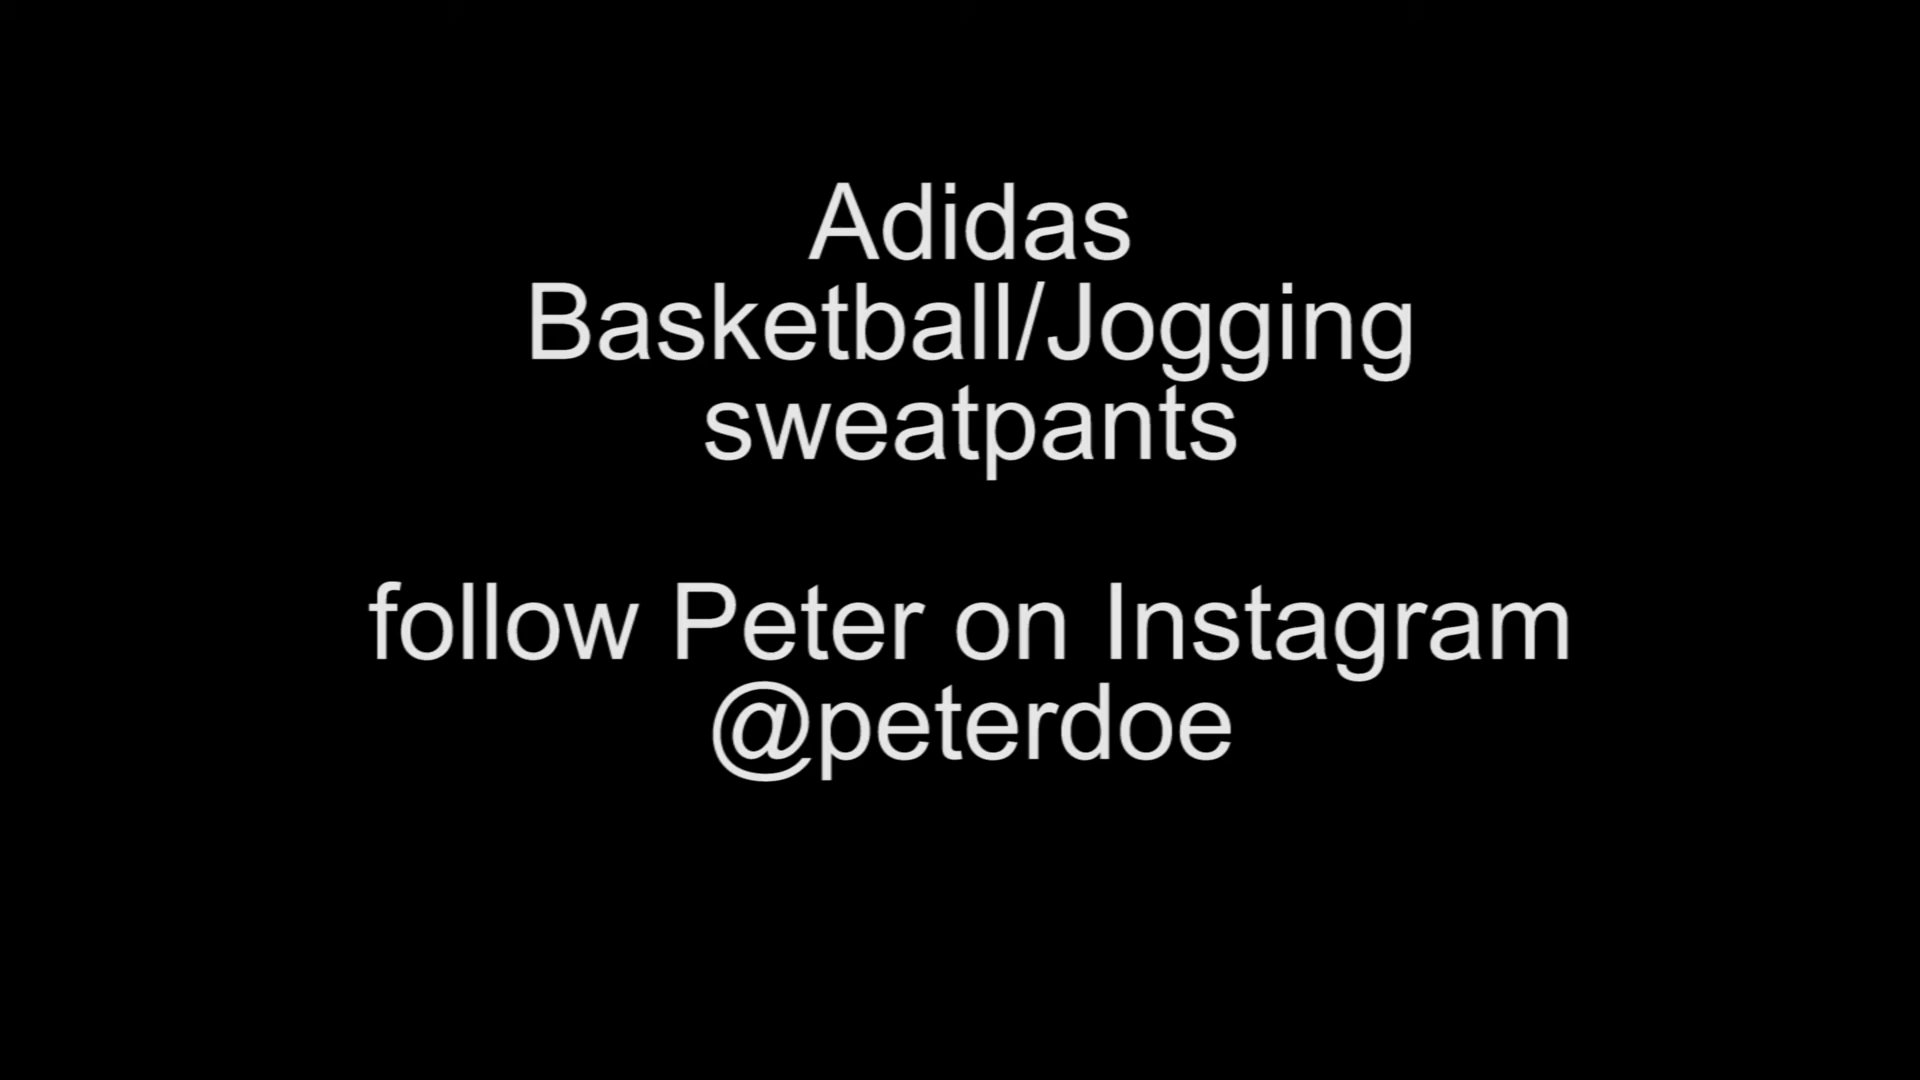 Adidas
Basketball/Jogging
sweatpants
follow Peter on Instagram
@peterdoe